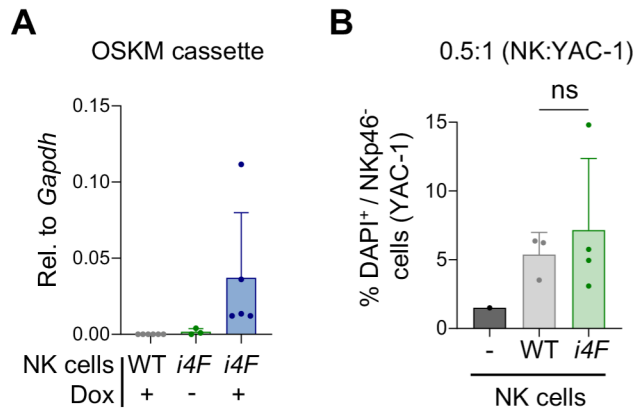 A
OSKM cassette
Rel. to Gapdh
0.15
0.10
0.05
0.00
NK cells WT i4F i4F
Dox + - +
B
0.5:1 (NK:YAC-1)
ns
% DAPI⁺ / NKp46⁻
cells (YAC-1)
15
10
5
0
- WT i4F
NK cells